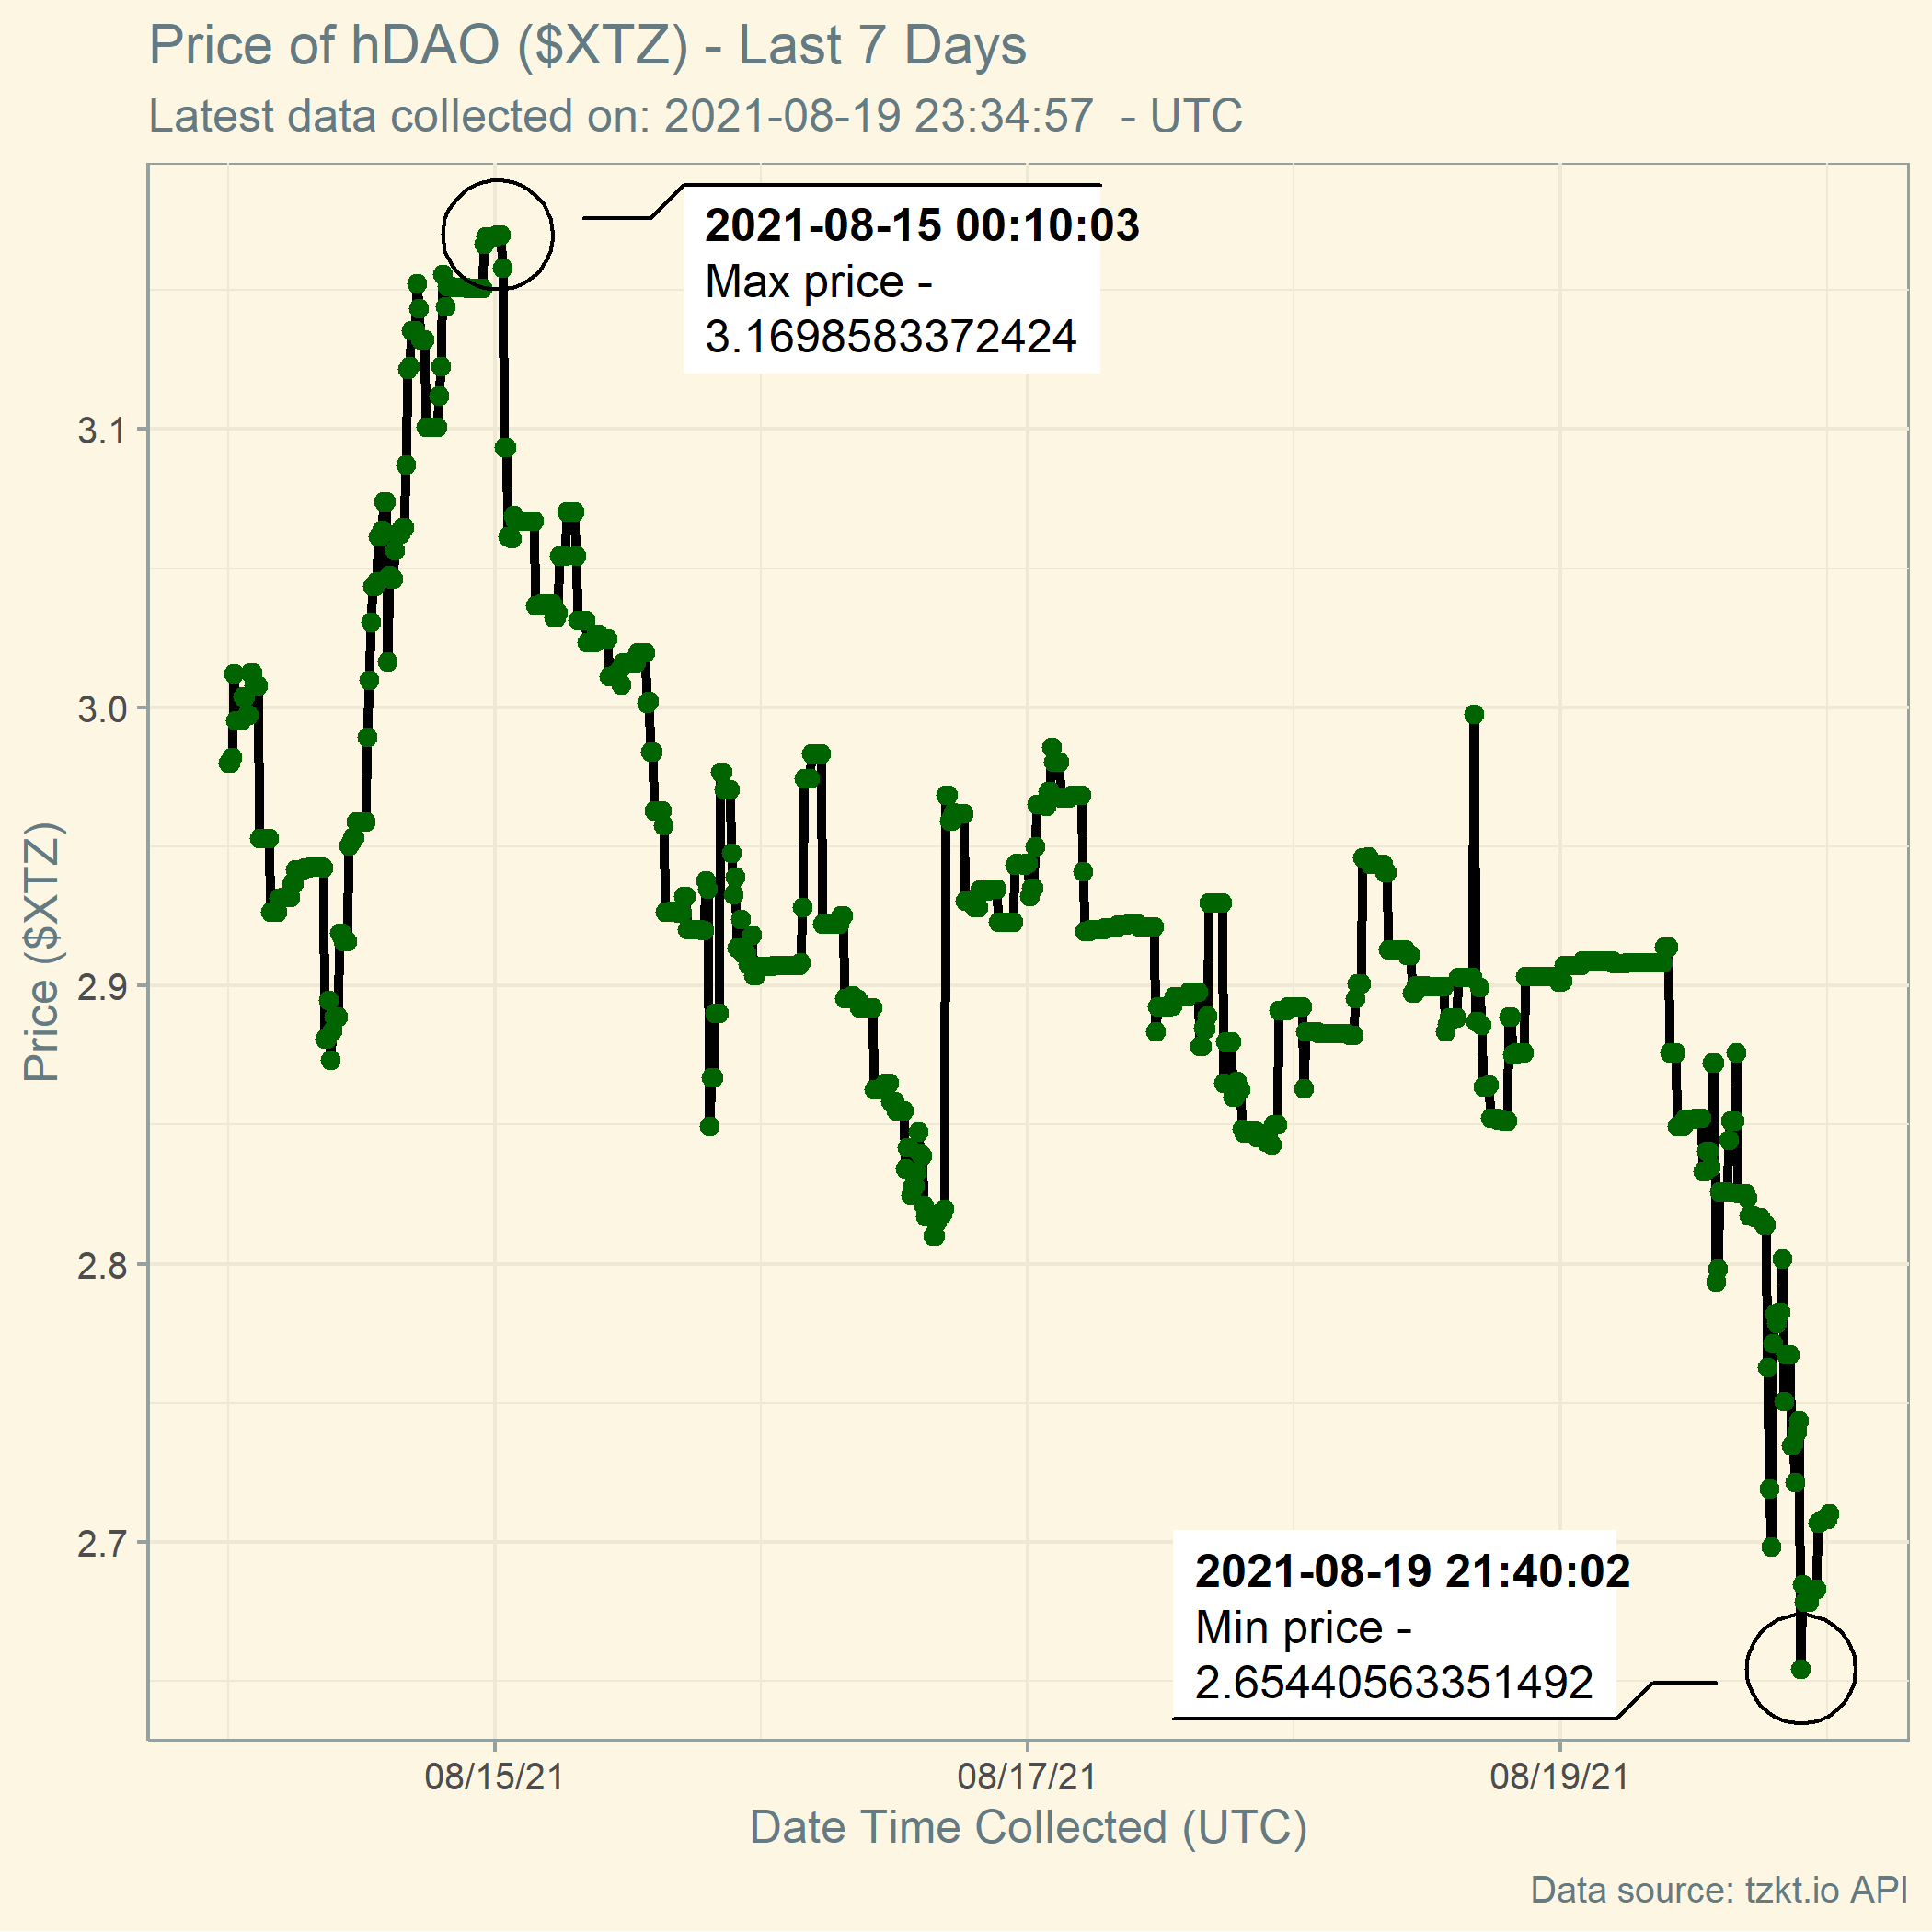 Price of hDAO ($XTZ) - Last 7 Days
Latest data collected on: 2021-08-19 23:34:57  - UTC
2021-08-15 00:10:03
Max price -
3.1698583372424
3.1
3.0
2.9
2.8
2.7
Price ($XTZ)
2021-08-19 21:40:02
Min price -
2.65440563351492
08/15/21
08/17/21
08/19/21
Date Time Collected (UTC)
Data source: tzkt.io API